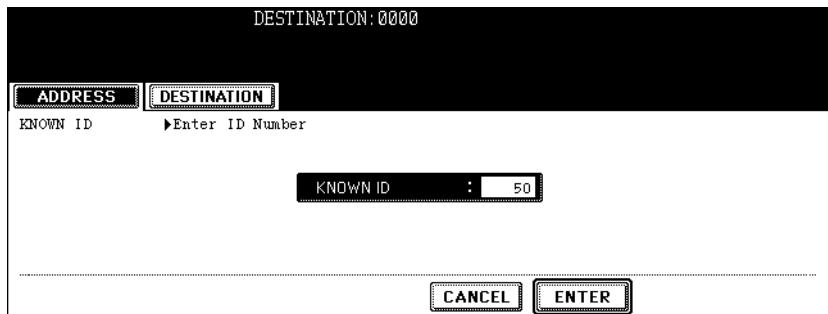 DESTINATION:0000
ADDRESS DESTINATION
KNOWN ID ▶Enter ID Number
KNOWN ID : 50
CANCEL ENTER